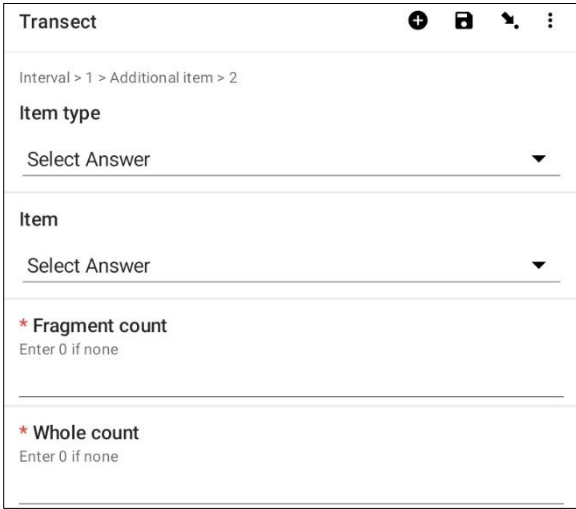 Transect
Interval > 1 > Additional item > 2
Item type
Select Answer
Item
Select Answer
* Fragment count
Enter 0 if none
* Whole count
Enter 0 if none